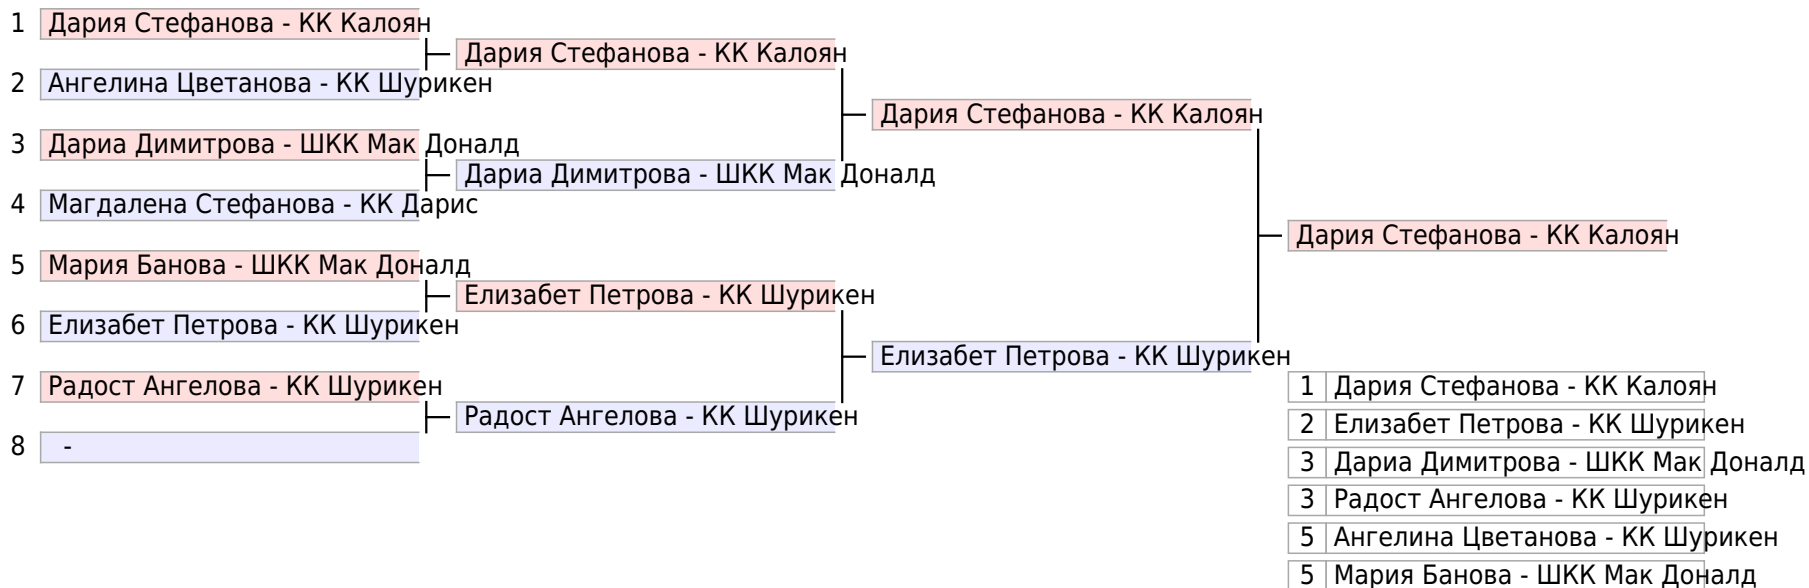 1 Дария Стефанова - КК Калоян
Дария Стефанова - КК Калоян
2 Ангелина Цветанова - КК Шурикен
Дария Стефанова - КК Калоян
3 Дариа Димитрова - ШКК Мак Доналд
Дариа Димитрова - ШКК Мак Доналд
4 Магдалена Стефанова - КК Дарис
Дария Стефанова - КК Калоян
5 Мария Банова - ШКК Мак Доналд
Елизабет Петрова - КК Шурикен
6 Елизабет Петрова - КК Шурикен
Елизабет Петрова - КК Шурикен
7 Радост Ангелова - КК Шурикен
Радост Ангелова - КК Шурикен
8 -
1 Дария Стефанова - КК Калоян
2 Елизабет Петрова - КК Шурикен
3 Дариа Димитрова - ШКК Мак Доналд
3 Радост Ангелова - КК Шурикен
5 Ангелина Цветанова - КК Шурикен
5 Мария Банова - ШКК Мак Доналд